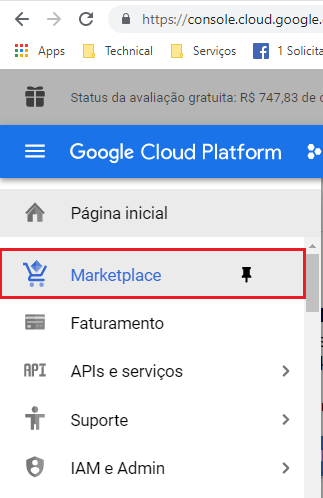 https://console.cloud.google.
Apps Technical Serviços 1 Solicita
Status da avaliação gratuita: R$ 747,83 de c
Google Cloud Platform
Página inicial
Marketplace
Faturamento
API APIs e serviços
Suporte
IAM e Admin